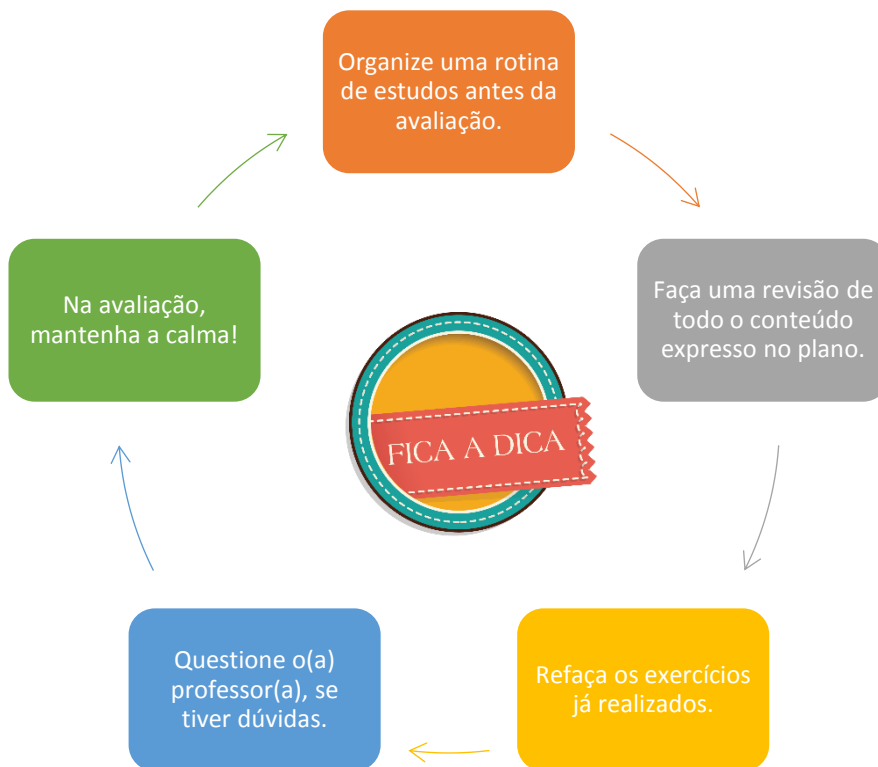 Organize uma rotina
de estudos antes da
avaliação.
Faça uma revisão de
todo o conteúdo
expresso no plano.
Refaça os exercícios
já realizados.
Questione o(a)
professor(a), se
tiver dúvidas.
Na avaliação,
mantenha a calma!
FICA A DICA